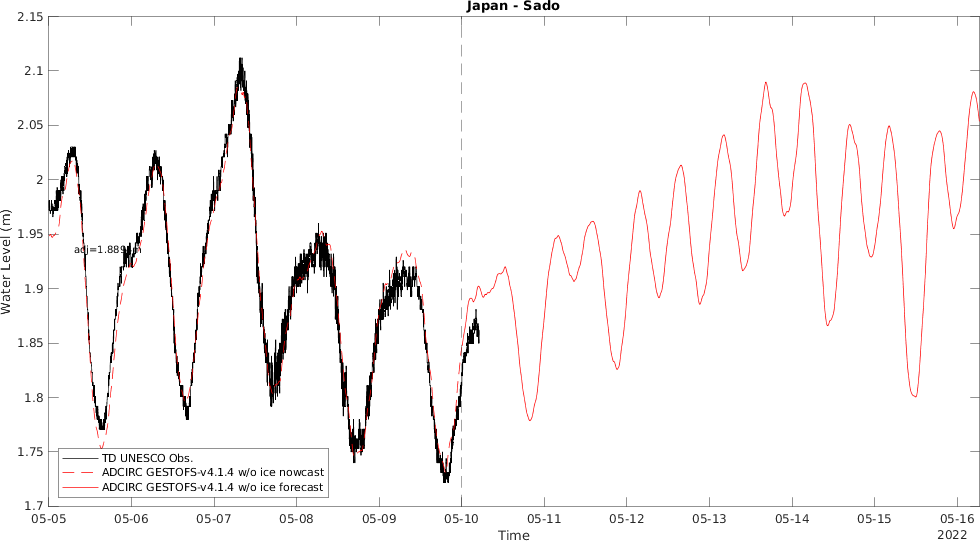 Japan - Sado
2.15
2.1
2.05
2
1.95
1.9
1.85
1.8
1.75
1.7
Water Level (m)
TD UNESCO Obs.
ADCIRC GESTOFS-v4.1.4 w/o ice nowcast
ADCIRC GESTOFS-v4.1.4 w/o ice forecast
05-05 05-06 05-07 05-08 05-09 05-10 05-11 05-12 05-13 05-14 05-15 05-16
Time
2022